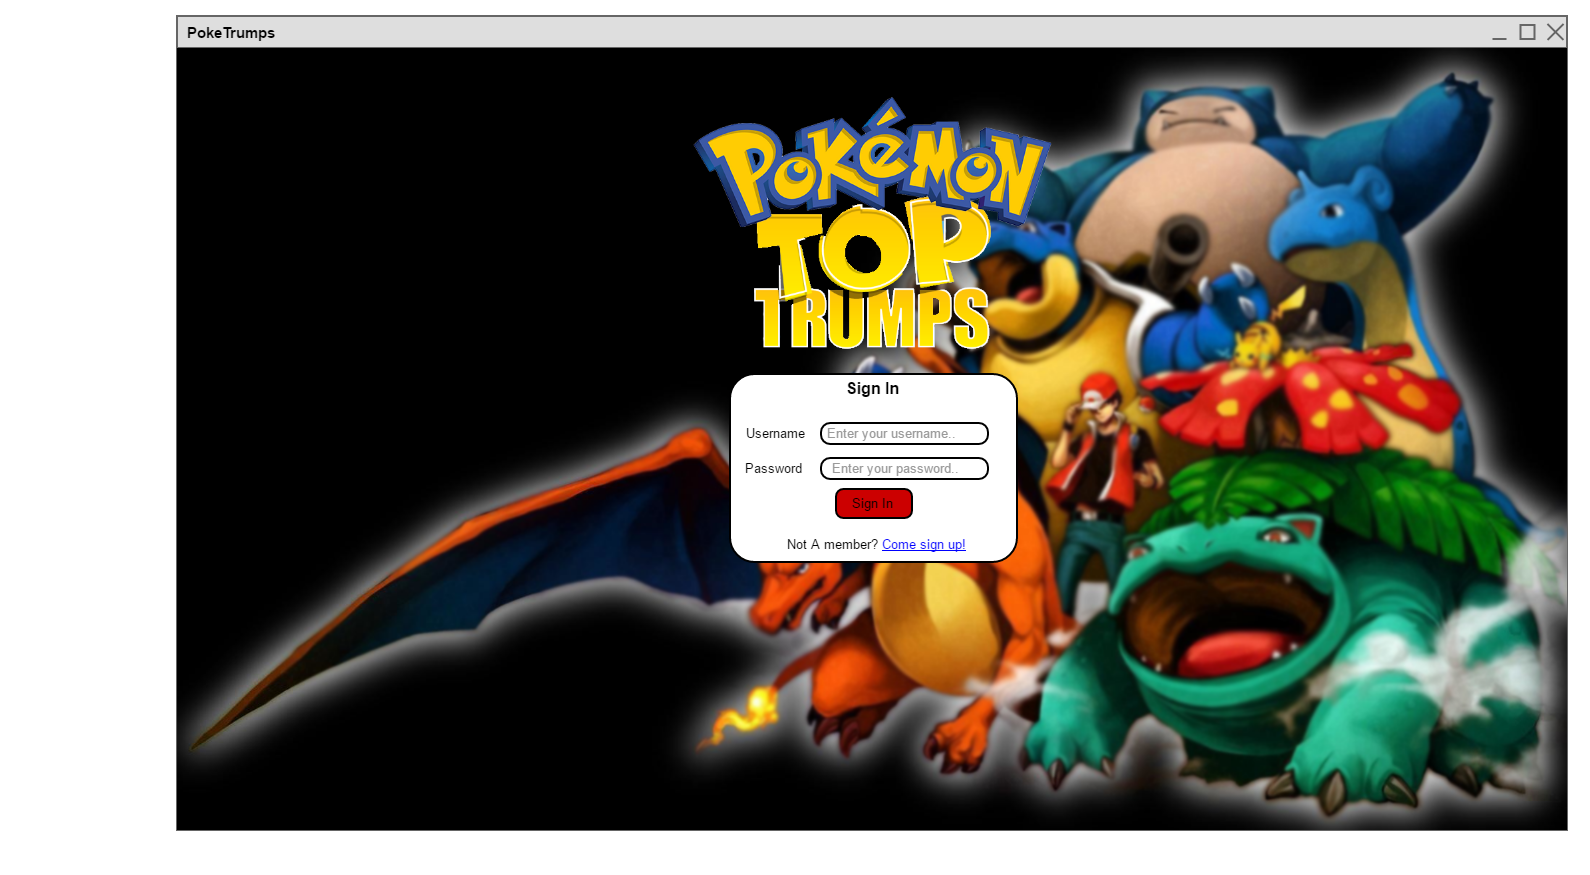 PokeTrumps
POKéMON
TOP
TRUMPS
Sign In
Username Enter your username..
Password Enter your password..
Sign In
Not A member? Come sign up!